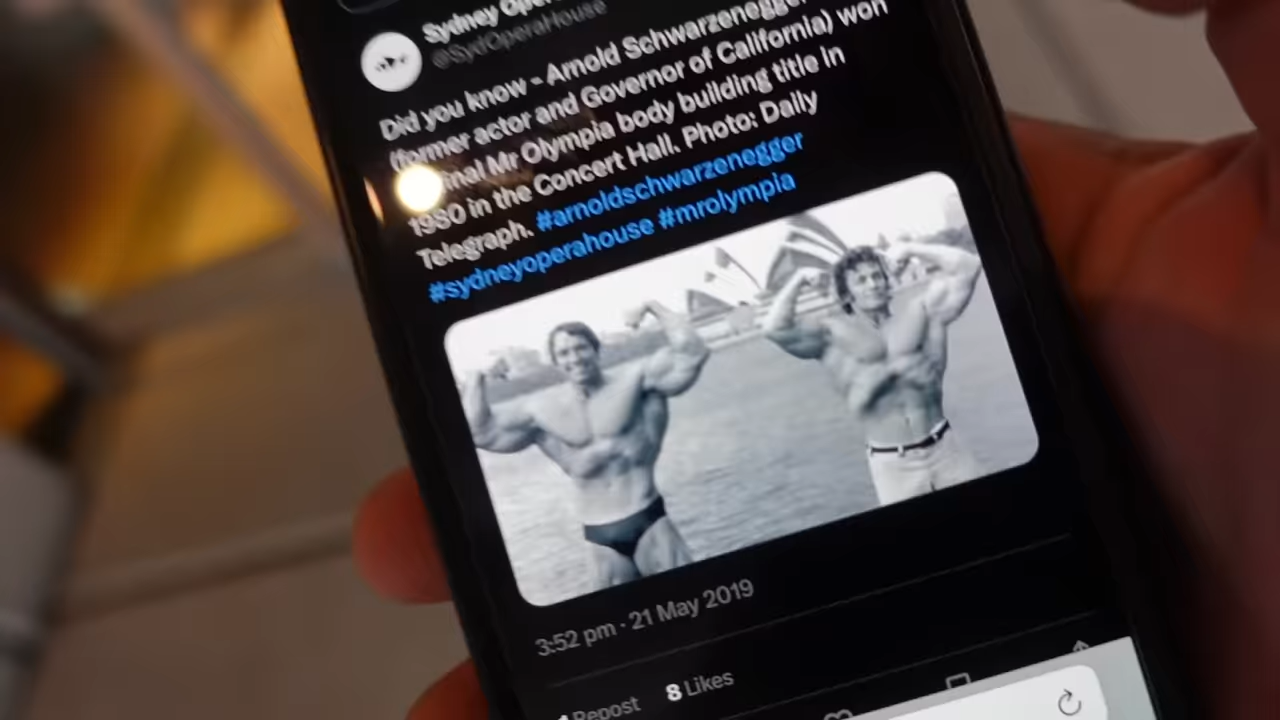 Sydney Oper
@SydOperaHouse
Did you know - Arnold Schwarzenegger
(former actor and Governor of California) won
Mr Olympia body building title in
1980 in the Concert Hall. Photo: Daily
Telegraph. #arnoldschwarzenegger
#sydneyoperahouse #mrolympia
3:52 pm · 21 May 2019
1 Repost 8 Likes